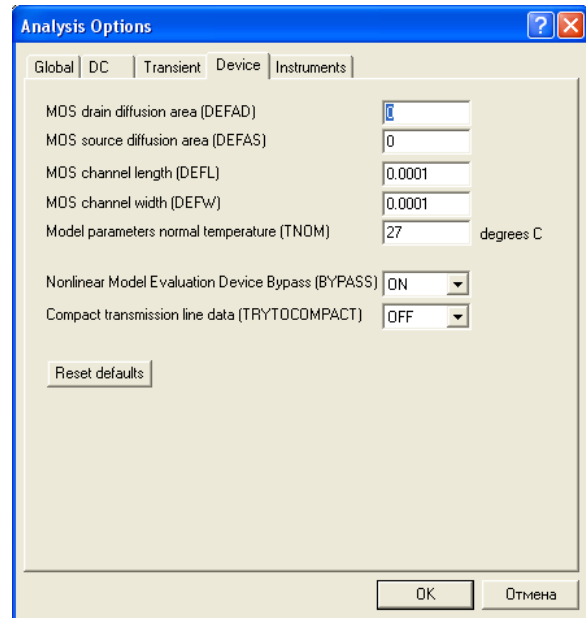 Analysis Options
Global DC Transient Device Instruments
MOS drain diffusion area (DEFAD) 0
MOS source diffusion area (DEFAS) 0
MOS channel length (DEFL) 0.0001
MOS channel width (DEFW) 0.0001
Model parameters normal temperature (TNOM) 27 degrees C
Nonlinear Model Evaluation Device Bypass (BYPASS) ON
Compact transmission line data (TRYTOCOMPACT) OFF
Reset defaults
OK Отмена